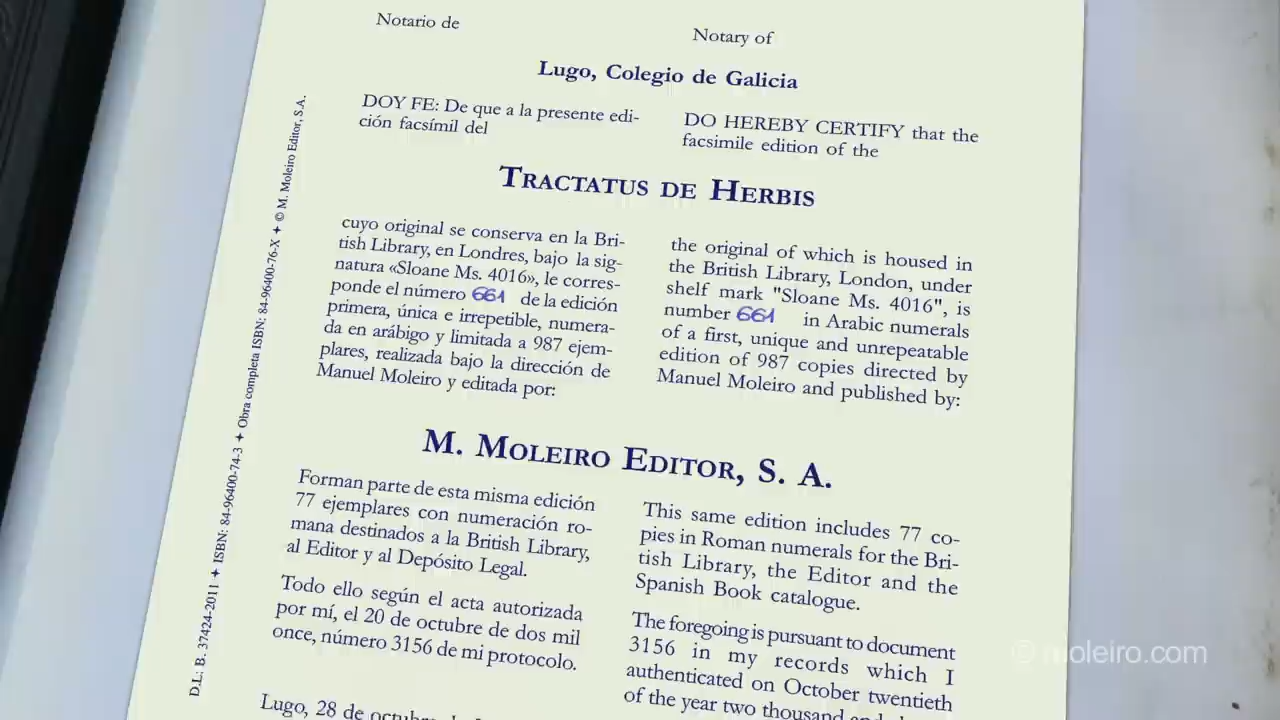 Notario de
Notary of
Lugo, Colegio de Galicia
DOY FE: De que a la presente edi-
ción facsímil del
DO HEREBY CERTIFY that the
facsimile edition of the
TRACTATUS DE HERBIS
cuyo original se conserva en la Bri-
tish Library, en Londres, bajo la sig-
natura «Sloane Ms. 4016», le corres-
ponde el número 661 de la edición
primera, única e irrepetible, numera-
da en arábigo y limitada a 987 ejem-
plares, realizada bajo la dirección de
Manuel Moleiro y editada por:
the original of which is housed in
the British Library, London, under
shelf mark "Sloane Ms. 4016", is
number 661 in Arabic numerals
of a first, unique and unrepeatable
edition of 987 copies directed by
Manuel Moleiro and published by:
M. MOLEIRO EDITOR, S. A.
Forman parte de esta misma edición
77 ejemplares con numeración ro-
mana destinados a la British Library,
al Editor y al Depósito Legal.
Todo ello según el acta autorizada
por mí, el 20 de octubre de dos mil
once, número 3156 de mi protocolo.
This same edition includes 77 co-
pies in Roman numerals for the Bri-
tish Library, the Editor and the
Spanish Book catalogue.
The foregoing is pursuant to document
3156 in my records which I
authenticated on October twentieth
of the year two thousand and
Lugo, 28 de octubre
D.L: B. 37424-2011 ✦ ISBN: 84-96400-74-3 ✦ Obra completa ISBN: 84-96400-76-X ✦ © M. Moleiro Editor, S.A.
© moleiro.com